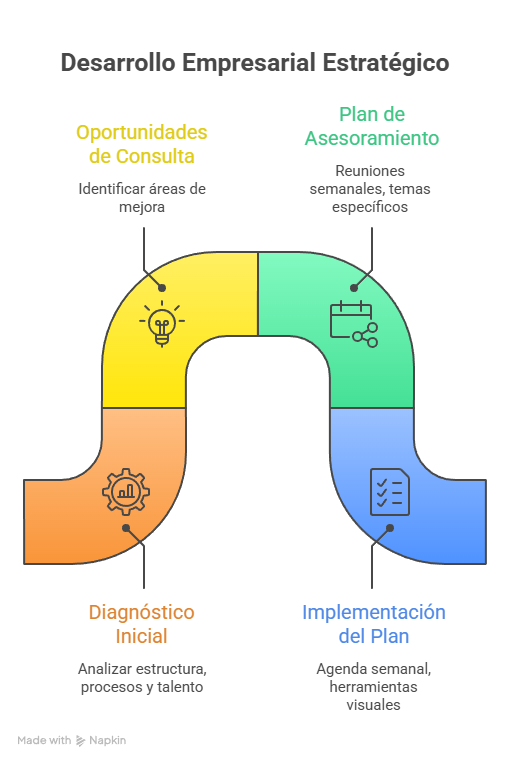 Desarrollo Empresarial Estratégico
Oportunidades
de Consulta
Identificar áreas de
mejora
Plan de
Asesoramiento
Reuniones
semanales, temas
específicos
Diagnóstico
Inicial
Analizar estructura,
procesos y talento
Implementación
del Plan
Agenda semanal,
herramientas
visuales
Made with Napkin